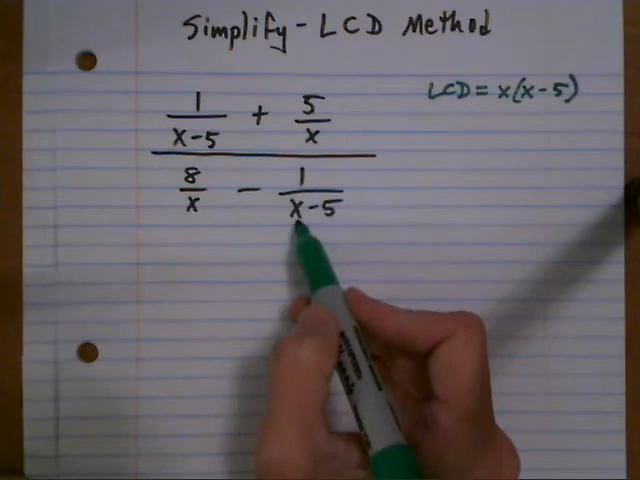 Simplify - LCD Method
LCD = x(x-5)
1/(x-5) + 5/x
8/x - 1/(x-5)